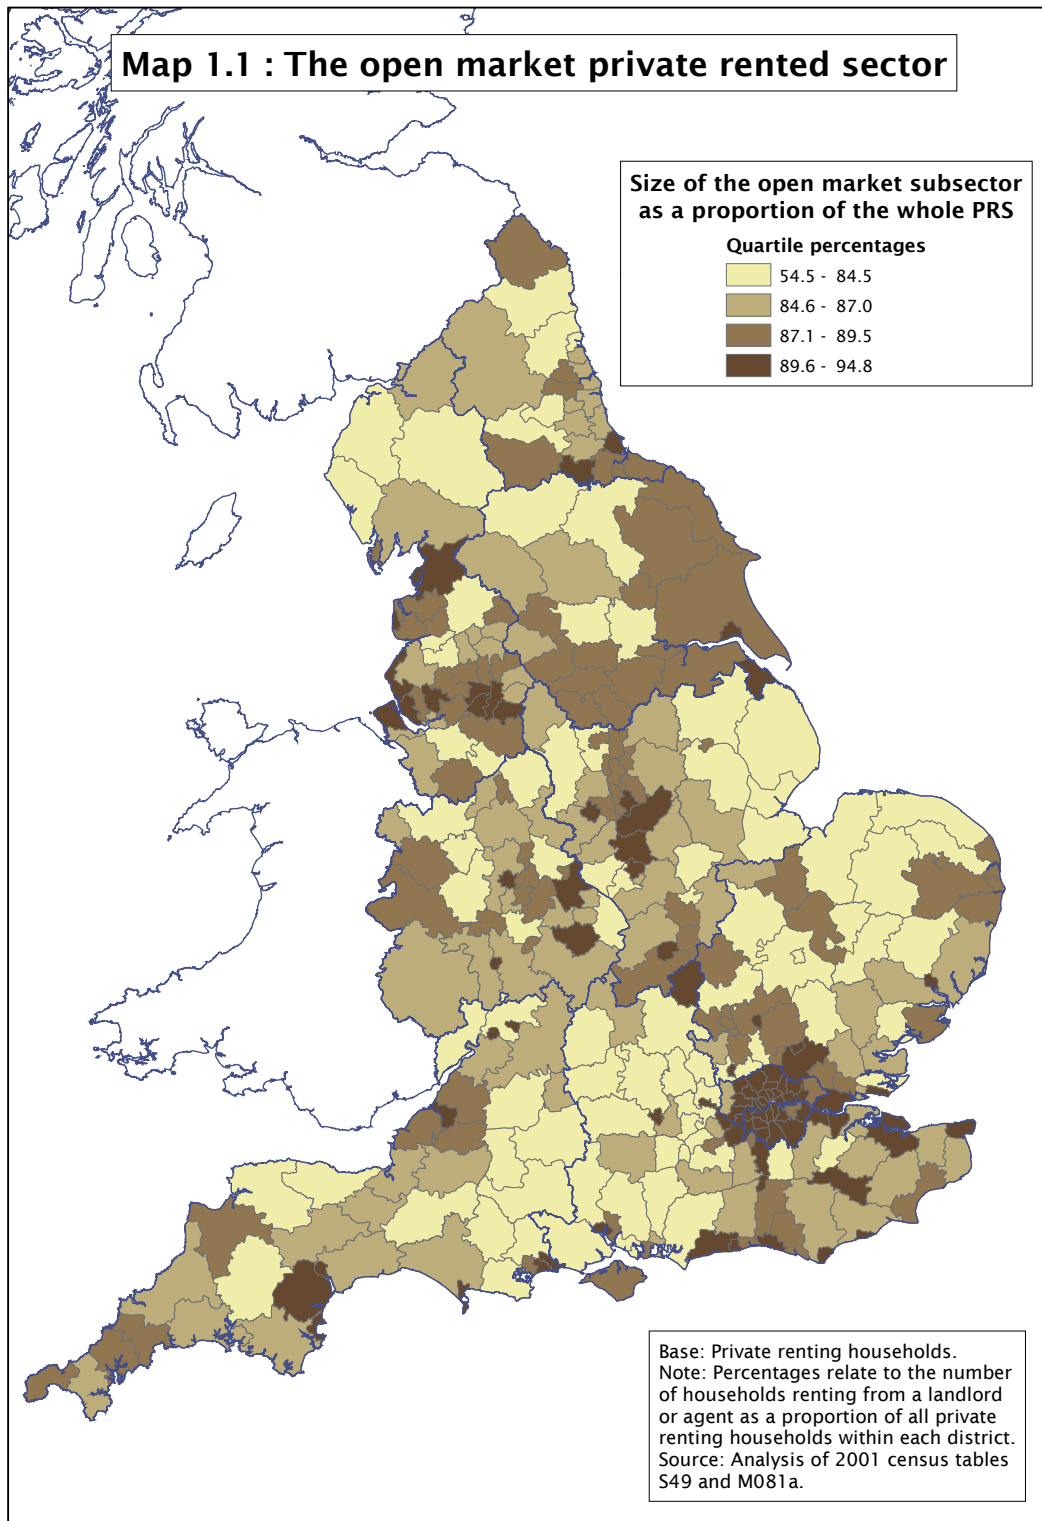 Map 1.1 : The open market private rented sector
Size of the open market subsector
as a proportion of the whole PRS
Quartile percentages
54.5 - 84.5
84.6 - 87.0
87.1 - 89.5
89.6 - 94.8
Base: Private renting households.
Note: Percentages relate to the number
of households renting from a landlord
or agent as a proportion of all private
renting households within each district.
Source: Analysis of 2001 census tables
S49 and M081a.